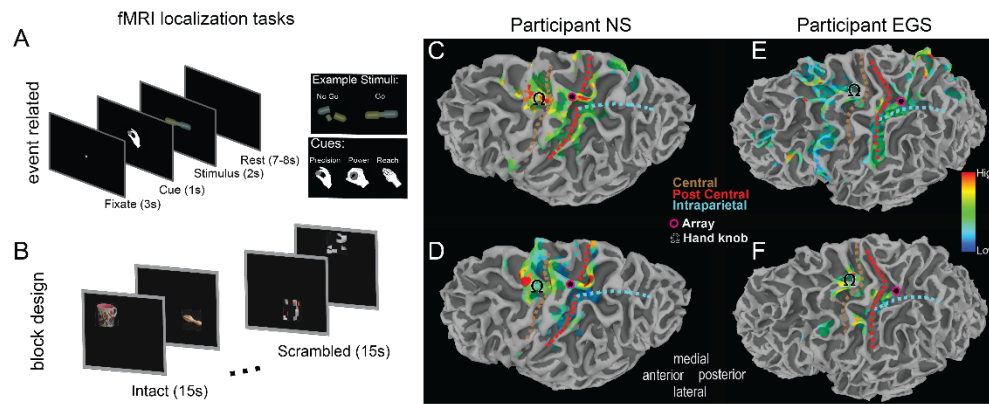 fMRI localization tasks
Participant NS
Participant EGS
A
event related
Fixate (3s)
Cue (1s)
Stimulus (2s)
Rest (7-8s)
Example Stimuli:
No Go
Go
Cues:
Precision
Power
Reach
B
block design
Intact (15s)
Scrambled (15s)
C
Ω
E
Ω
Central
Post Central
Intraparietal
Array
Hand knob
High
Low
D
Ω
F
Ω
medial
anterior posterior
lateral